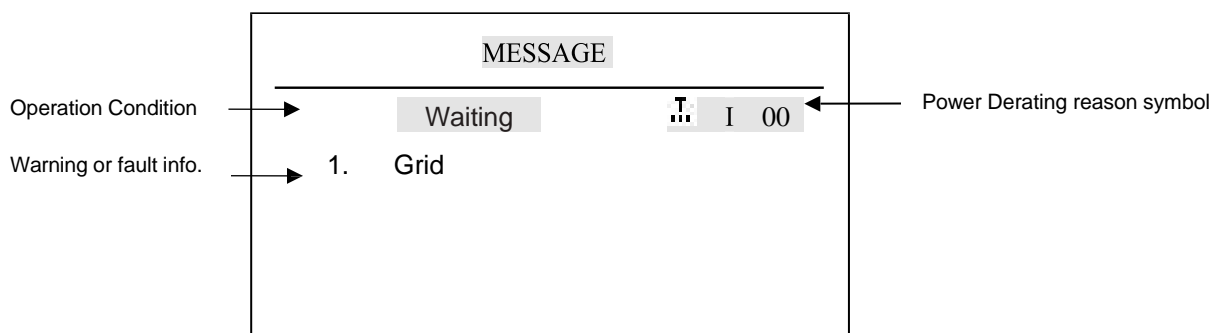 MESSAGE
Operation Condition Waiting T I 00 Power Derating reason symbol
Warning or fault info. 1. Grid